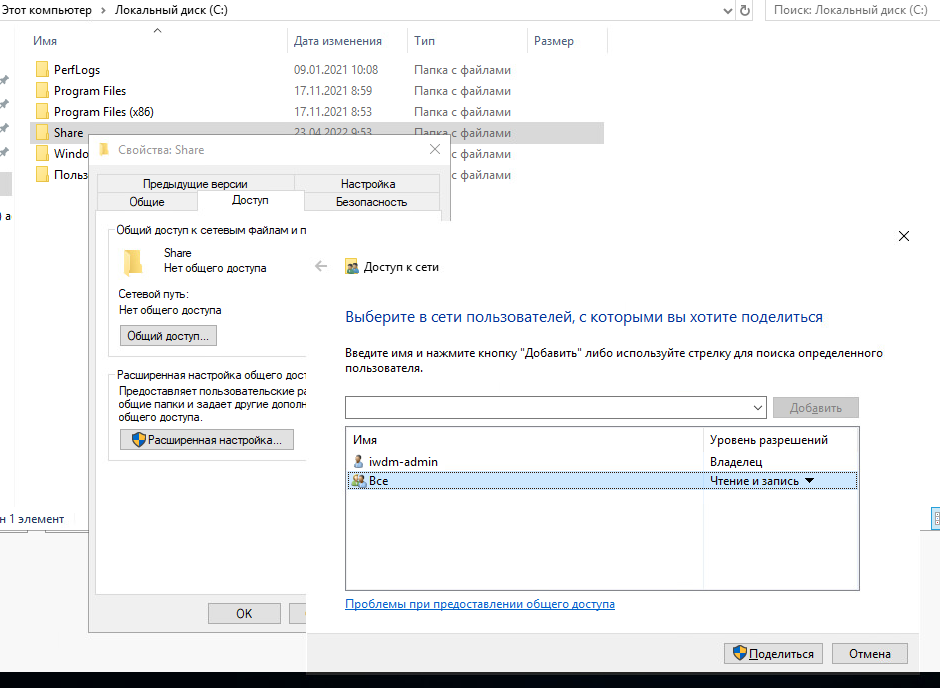 Этот компьютер > Локальный диск (C:)
Поиск: Локальный диск (C:)
Имя Дата изменения Тип Размер
PerfLogs 09.01.2021 10:08 Папка с файлами
Program Files 17.11.2021 8:59 Папка с файлами
Program Files (x86) 17.11.2021 8:53 Папка с файлами
Share 23.04.2022 9:53 Папка с файлами
Windo с файлами
Польз с файлами
Свойства: Share
Предыдущие версии Настройка
Общие Доступ Безопасность
Общий доступ к сетевым файлам и п
Share
Нет общего доступа
Сетевой путь:
Нет общего доступа
Общий доступ...
Расширенная настройка общего дост
Предоставляет пользовательские ра
общие папки и задает другие дополн
общего доступа.
Расширенная настройка...
н 1 элемент
OK
Доступ к сети
Выберите в сети пользователей, с которыми вы хотите поделиться
Введите имя и нажмите кнопку "Добавить" либо используйте стрелку для поиска определенного
пользователя.
Добавить
Имя Уровень разрешений
iwdm-admin Владелец
Все Чтение и запись
Проблемы при предоставлении общего доступа
Поделиться Отмена